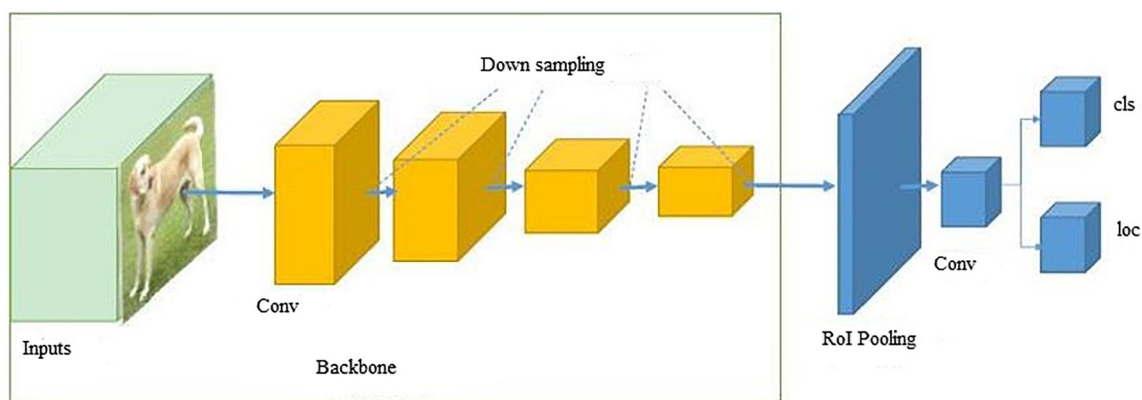 Down sampling
cls
loc
Conv
Conv
RoI Pooling
Inputs
Backbone